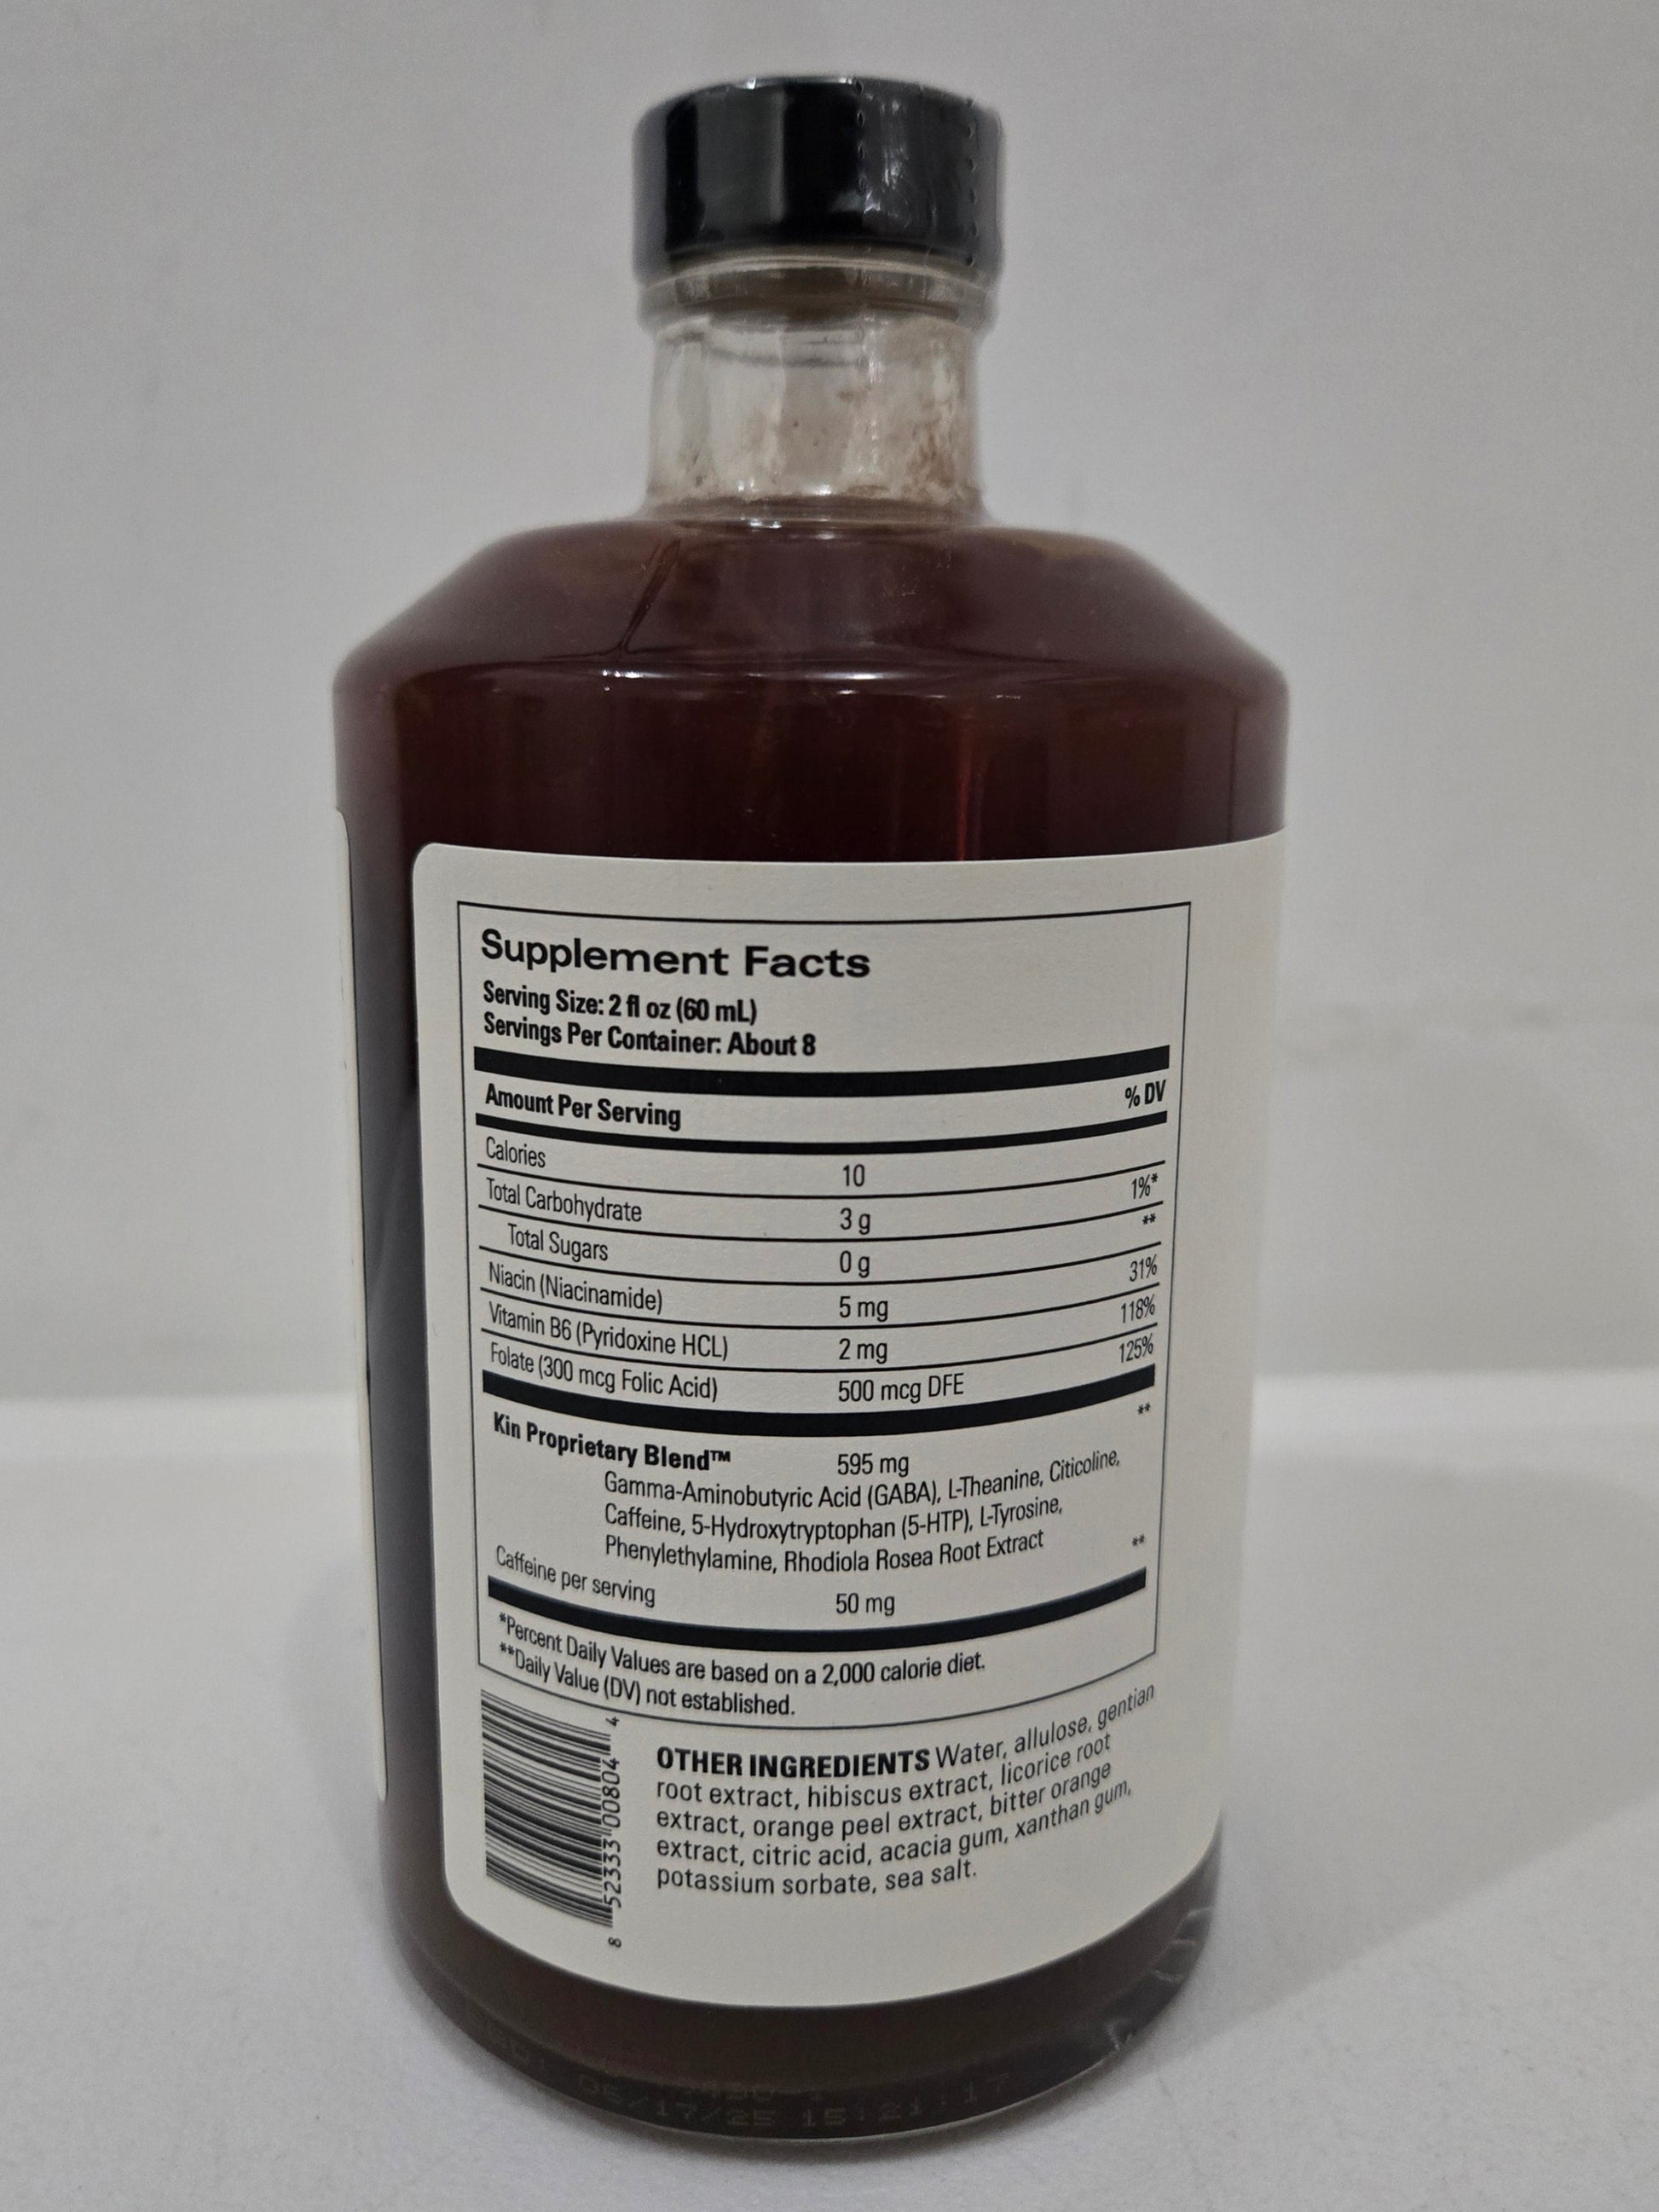 Supplement Facts
Serving Size: 2 fl oz (60 mL)
Servings Per Container: About 8
Amount Per Serving % DV
Calories 10
Total Carbohydrate 3 g 1%*
Total Sugars 0 g **
Niacin (Niacinamide) 5 mg 31%
Vitamin B6 (Pyridoxine HCL) 2 mg 118%
Folate (300 mcg Folic Acid) 500 mcg DFE 125%
Kin Proprietary Blend™ 595 mg **
Gamma-Aminobutyric Acid (GABA), L-Theanine, Citicoline,
Caffeine, 5-Hydroxytryptophan (5-HTP), L-Tyrosine,
Phenylethylamine, Rhodiola Rosea Root Extract
Caffeine per serving 50 mg **
*Percent Daily Values are based on a 2,000 calorie diet.
**Daily Value (DV) not established.
8 52333 00804 4
OTHER INGREDIENTS Water, allulose, gentian
root extract, hibiscus extract, licorice root
extract, orange peel extract, bitter orange
extract, citric acid, acacia gum, xanthan gum,
potassium sorbate, sea salt.
06/17/25 15:21:17